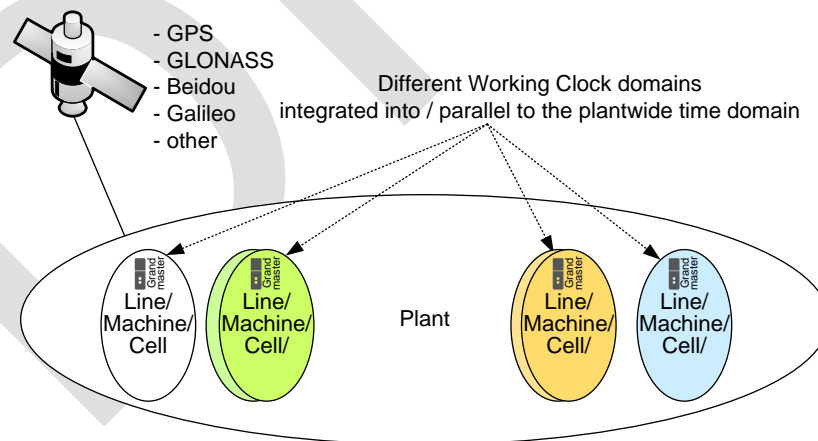 - GPS
- GLONASS
- Beidou
- Galileo
- other
Different Working Clock domains
integrated into / parallel to the plantwide time domain
Grand
master
Line/
Machine/
Cell
Grand
master
Line/
Machine/
Cell/
Plant
Grand
master
Line/
Machine/
Cell/
Grand
master
Line/
Machine/
Cell/